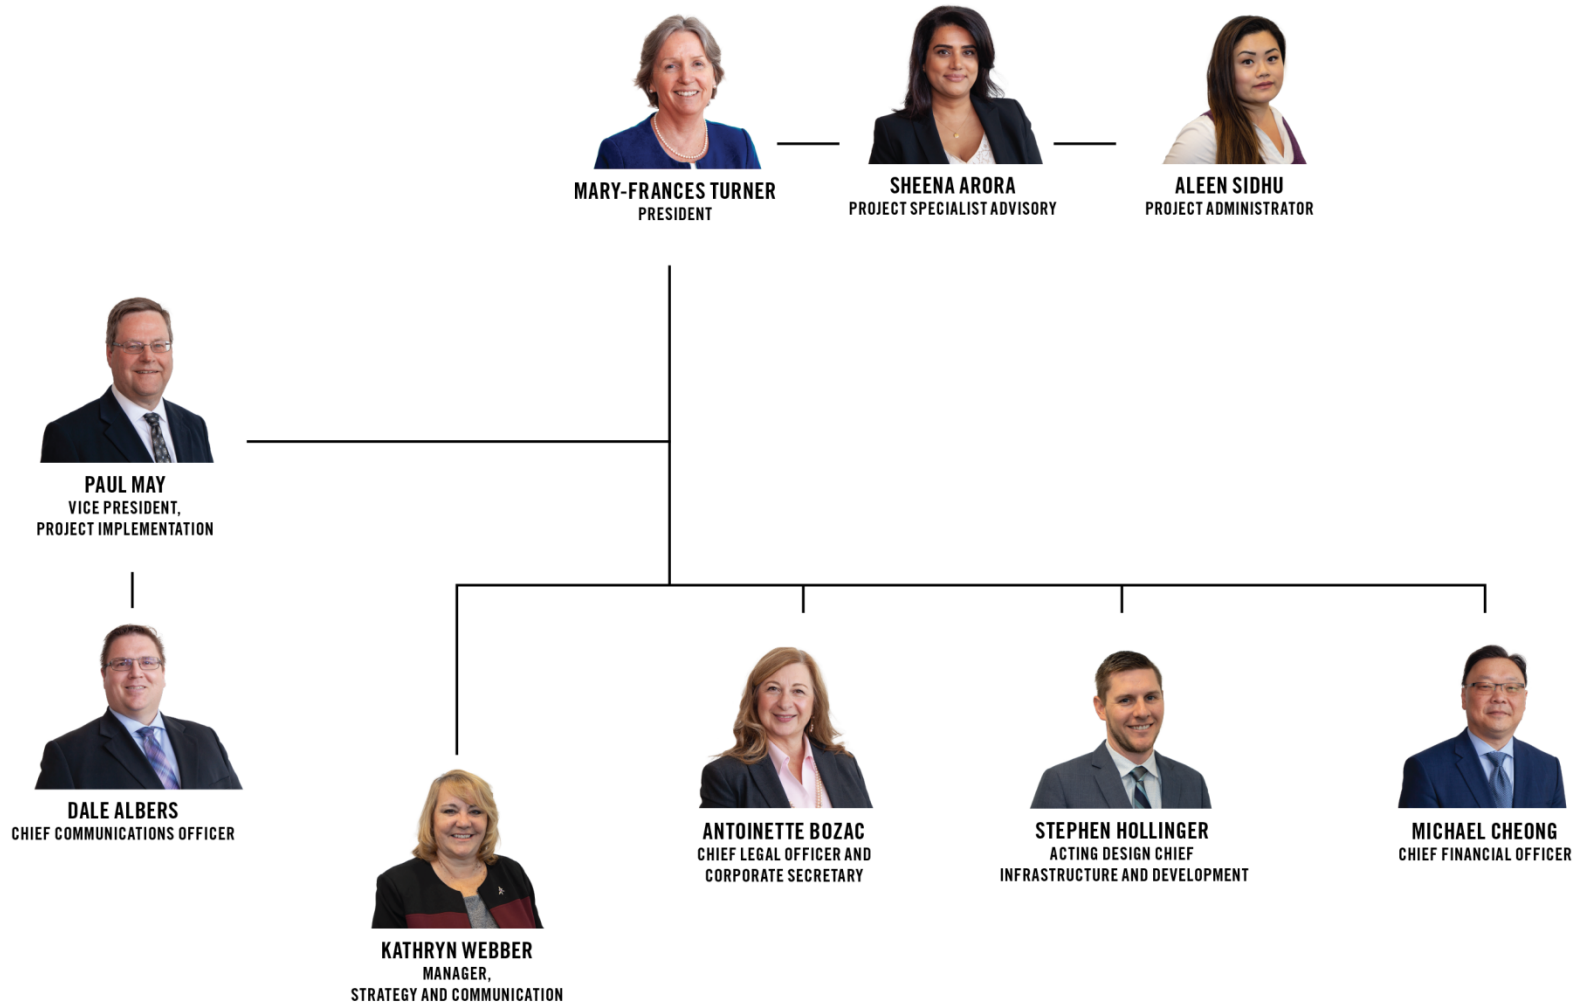 MARY-FRANCES TURNER
PRESIDENT
SHEENA ARORA
PROJECT SPECIALIST ADVISORY
ALEEN SIDHU
PROJECT ADMINISTRATOR
PAUL MAY
VICE PRESIDENT,
PROJECT IMPLEMENTATION
DALE ALBERS
CHIEF COMMUNICATIONS OFFICER
KATHRYN WEBBER
MANAGER,
STRATEGY AND COMMUNICATION
ANTOINETTE BOZAC
CHIEF LEGAL OFFICER AND
CORPORATE SECRETARY
STEPHEN HOLLINGER
ACTING DESIGN CHIEF
INFRASTRUCTURE AND DEVELOPMENT
MICHAEL CHEONG
CHIEF FINANCIAL OFFICER